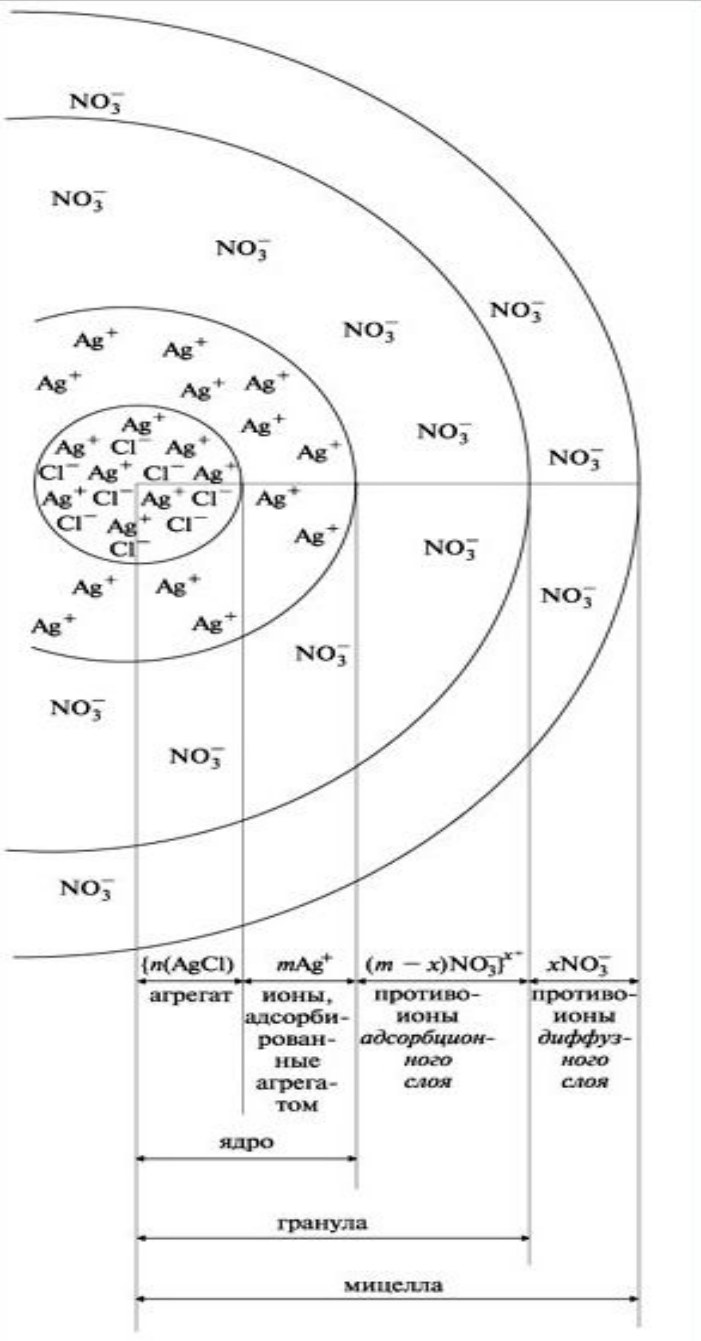 NO₃⁻
NO₃⁻
NO₃⁻
NO₃⁻
NO₃⁻
Ag⁺ Ag⁺
Ag⁺ Ag⁺ Ag⁺
Ag⁺ Ag⁺
NO₃⁻
Ag⁺ Cl⁻ Ag⁺
Ag⁺
NO₃⁻
Cl⁻ Ag⁺ Cl⁻ Ag⁺
Ag⁺ Cl⁻ Ag⁺ Cl⁻ Ag⁺
Cl⁻ Ag⁺ Cl⁻
Ag⁺
Cl⁻
NO₃⁻
Ag⁺ Ag⁺
NO₃⁻
Ag⁺ Ag⁺
NO₃⁻
NO₃⁻
NO₃⁻
NO₃⁻
{n(AgCl) mAg⁺ (m − x)NO₃⁻}ˣ⁺ xNO₃⁻
агрегат
ионы,
адсорби-
рован-
ные
агрега-
том
противо-
ионы
адсорбцион-
ного
слоя
противо-
ионы
диффуз-
ного
слоя
ядро
гранула
мицелла